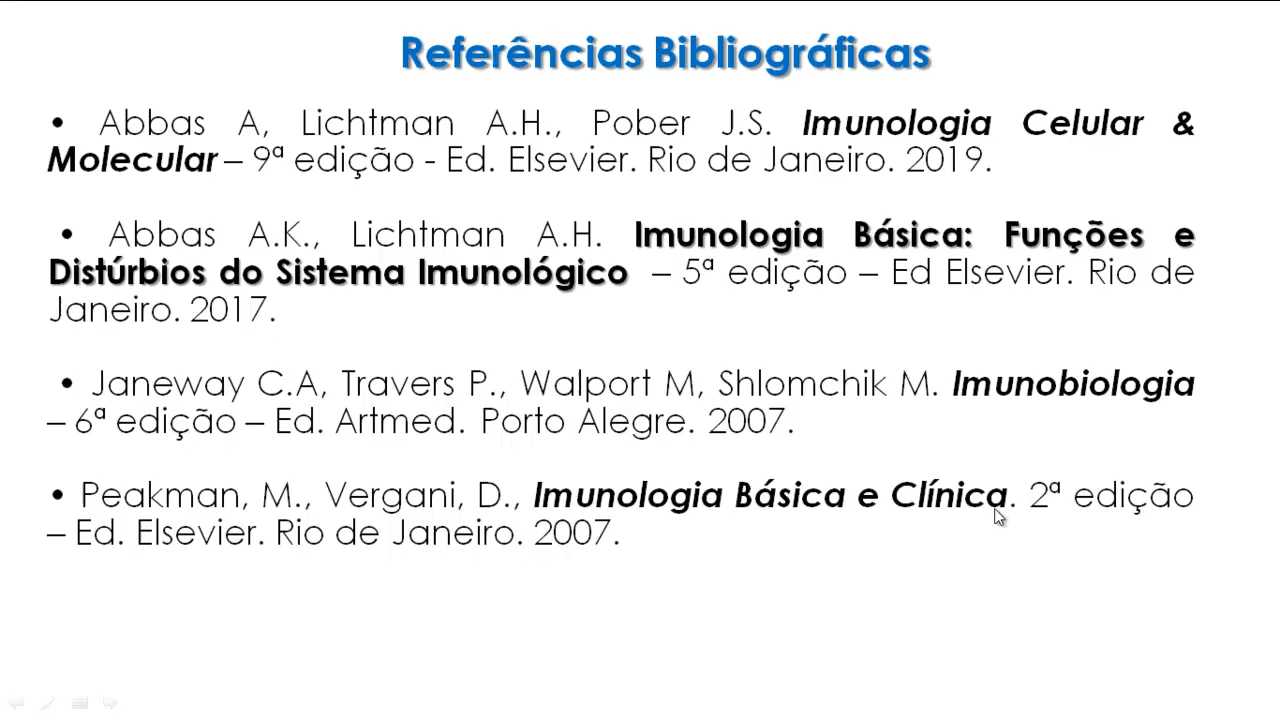 Referências Bibliográficas
• Abbas A, Lichtman A.H., Pober J.S. Imunologia Celular &
Molecular – 9ª edição - Ed. Elsevier. Rio de Janeiro. 2019.
• Abbas A.K., Lichtman A.H. Imunologia Básica: Funções e
Distúrbios do Sistema Imunológico – 5ª edição – Ed Elsevier. Rio de
Janeiro. 2017.
• Janeway C.A, Travers P., Walport M, Shlomchik M. Imunobiologia
– 6ª edição – Ed. Artmed. Porto Alegre. 2007.
• Peakman, M., Vergani, D., Imunologia Básica e Clínica. 2ª edição
– Ed. Elsevier. Rio de Janeiro. 2007.